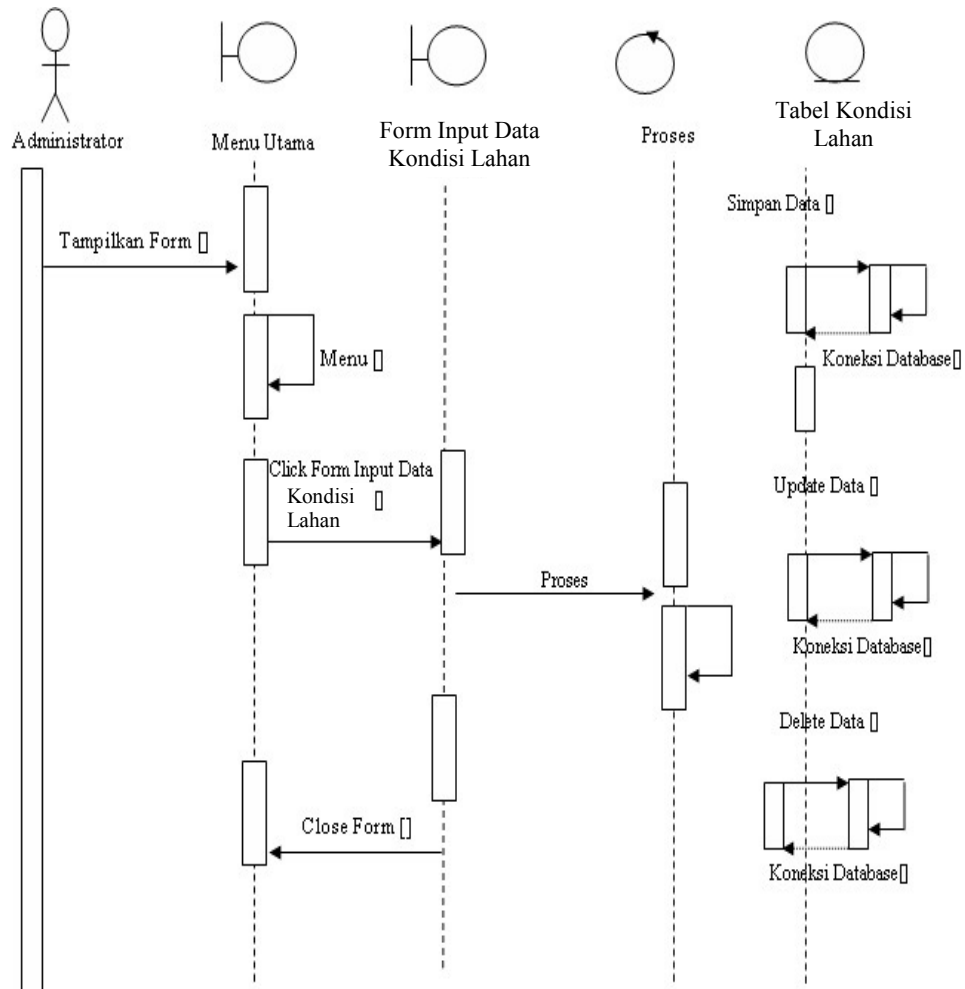 Administrator
Menu Utama
Form Input Data
Kondisi Lahan
Proses
Tabel Kondisi
Lahan
Simpan Data []
Tampilkan Form []
Menu []
Koneksi Database[]
Click Form Input Data
Kondisi []
Lahan
Update Data []
Proses
Koneksi Database[]
Delete Data []
Close Form []
Koneksi Database[]